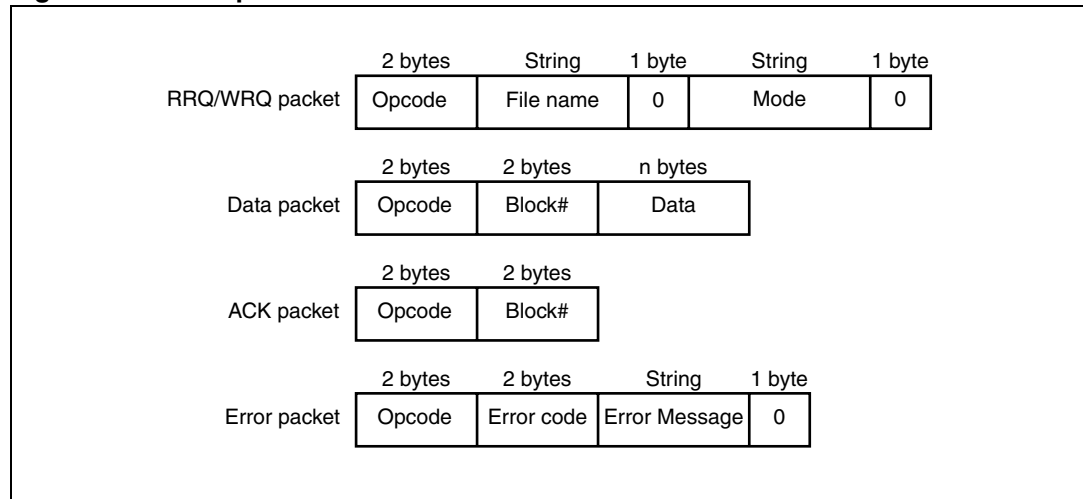 2 bytes String 1 byte String 1 byte
RRQ/WRQ packet Opcode File name 0 Mode 0
2 bytes 2 bytes n bytes
Data packet Opcode Block# Data
2 bytes 2 bytes
ACK packet Opcode Block#
2 bytes 2 bytes String 1 byte
Error packet Opcode Error code Error Message 0